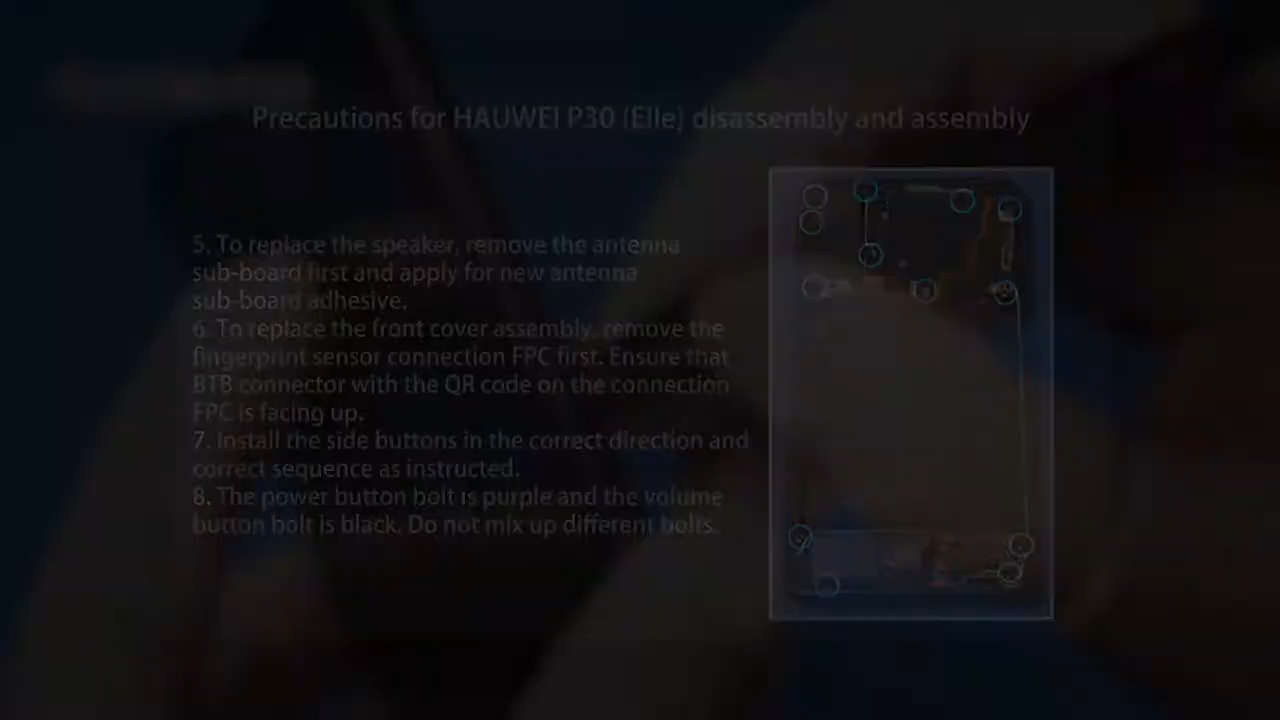 Precautions for HAUWEI P30 (Elle) disassembly and assembly
5. To replace the speaker, remove the antenna
sub-board first and apply for new antenna
sub-board adhesive.
6. To replace the front cover assembly, remove the
fingerprint sensor connection FPC first. Ensure that
BTB connector with the QR code on the connection
FPC is facing up.
7. Install the side buttons in the correct direction and
correct sequence as instructed.
8. The power button bolt is purple and the volume
button bolt is black. Do not mix up different bolts.